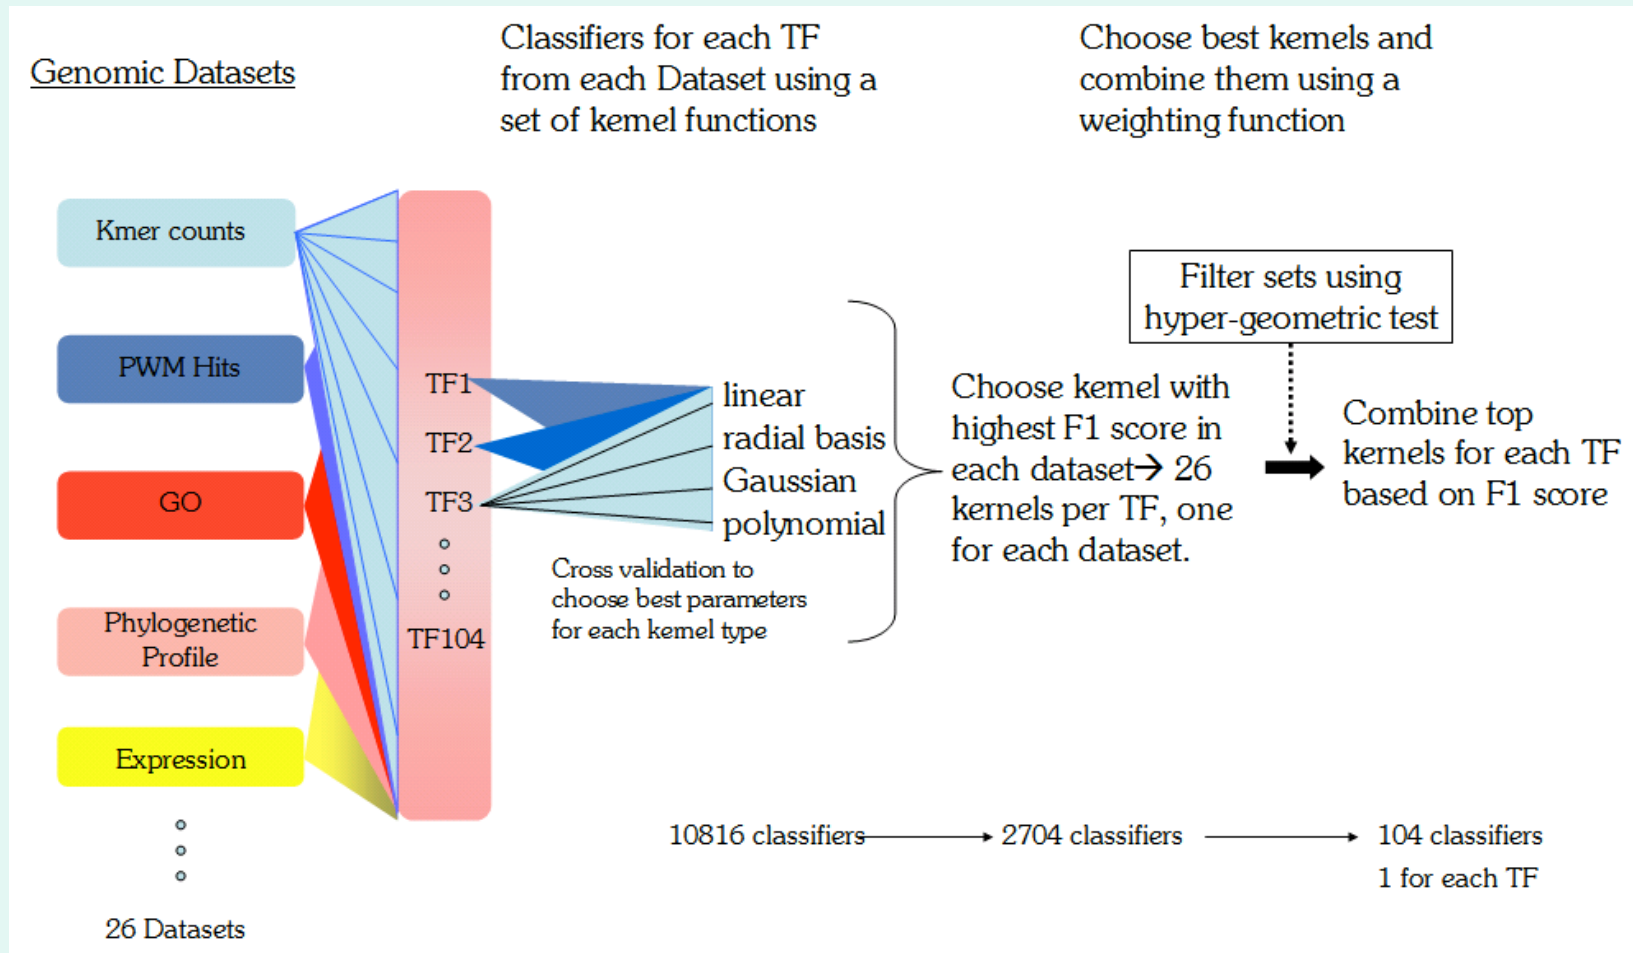 Genomic Datasets
Classifiers for each TF
from each Dataset using a
set of kernel functions
Choose best kernels and
combine them using a
weighting function
Kmer counts
PWM Hits
GO
Phylogenetic
Profile
Expression
26 Datasets
TF1
TF2
TF3
TF104
linear
radial basis
Gaussian
polynomial
Cross validation to
choose best parameters
for each kernel type
Choose kernel with
highest F1 score in
each dataset→ 26
kernels per TF, one
for each dataset.
Filter sets using
hyper-geometric test
Combine top
kernels for each TF
based on F1 score
10816 classifiers
2704 classifiers
104 classifiers
1 for each TF